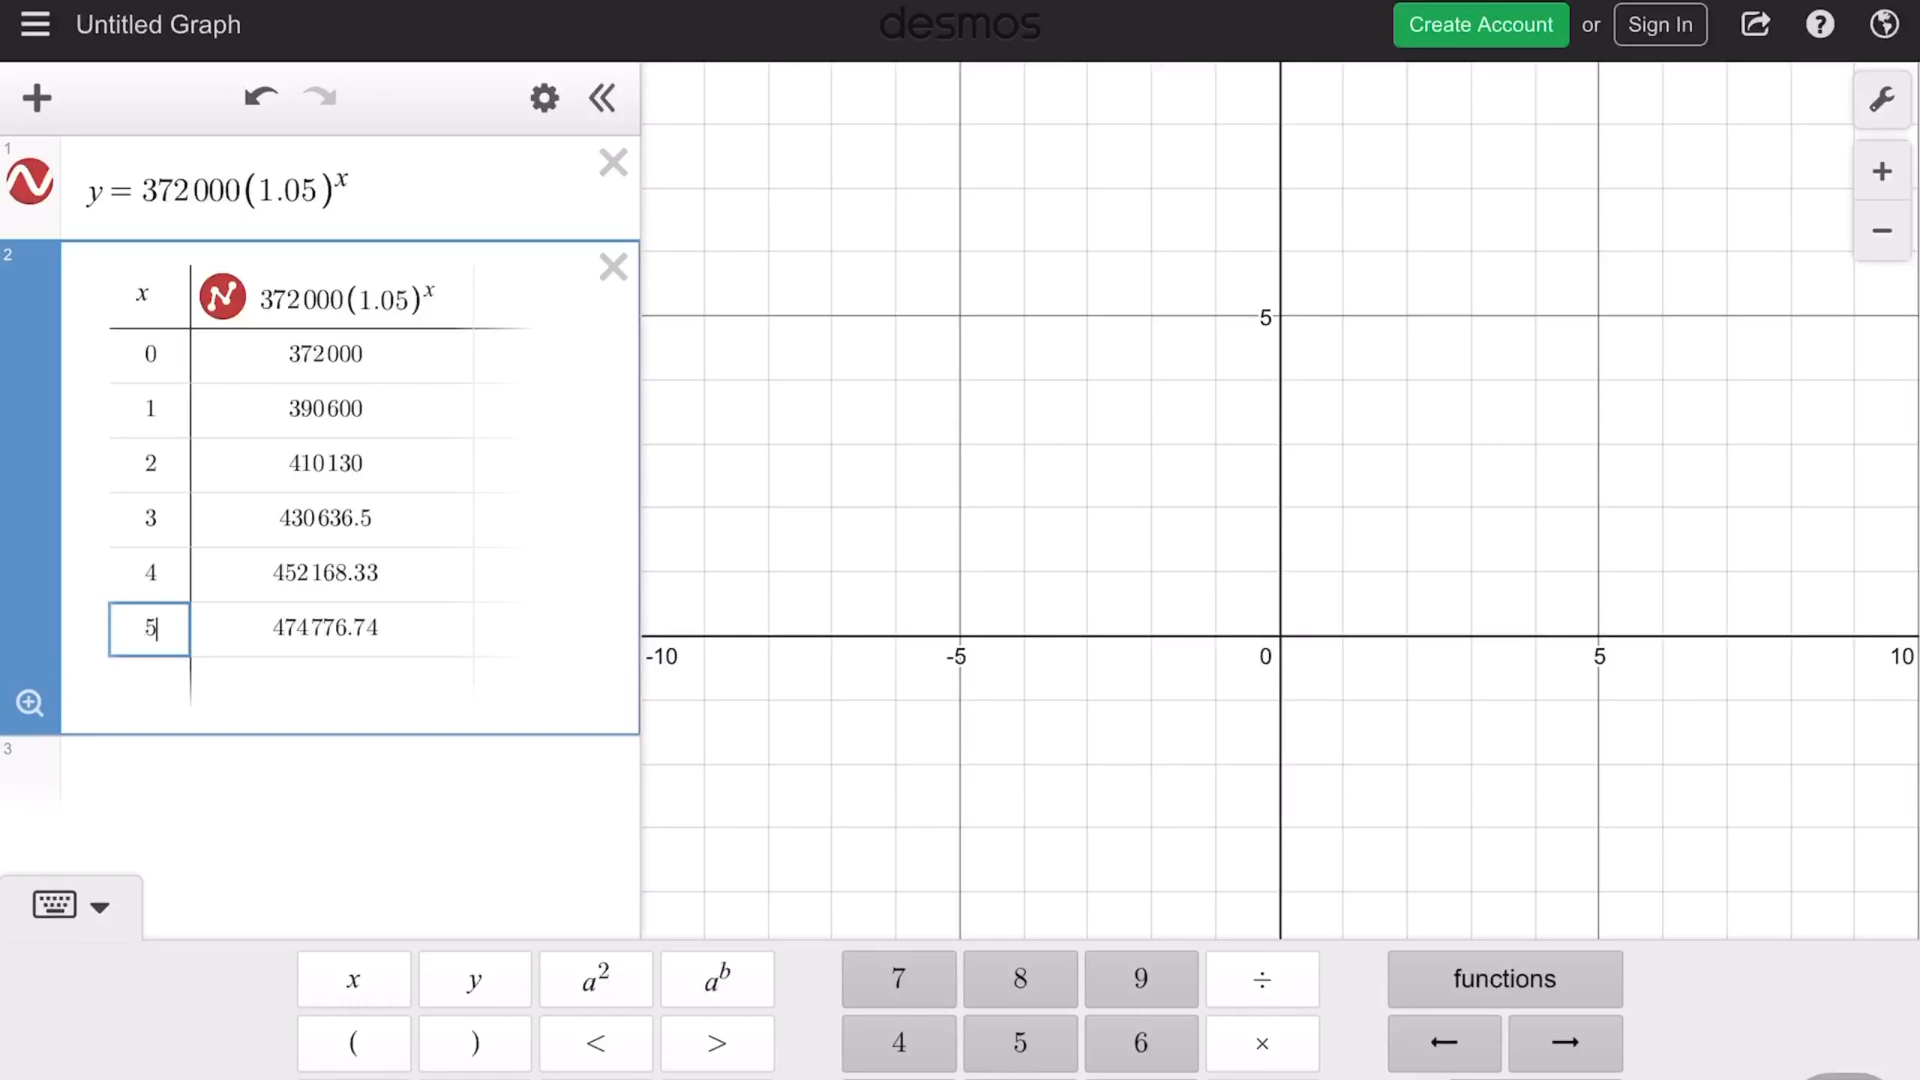 Untitled Graph
desmos
Create Account or Sign In
1
y = 372 000(1.05)^x
2
x 372 000(1.05)^x
0 372 000
1 390 600
2 410 130
3 430 636.5
4 452 168.33
5 474 776.74
3
5
-10 -5 0 5 10
x y a^2 a^b 7 8 9 ÷ functions
( ) < > 4 5 6 × ← →